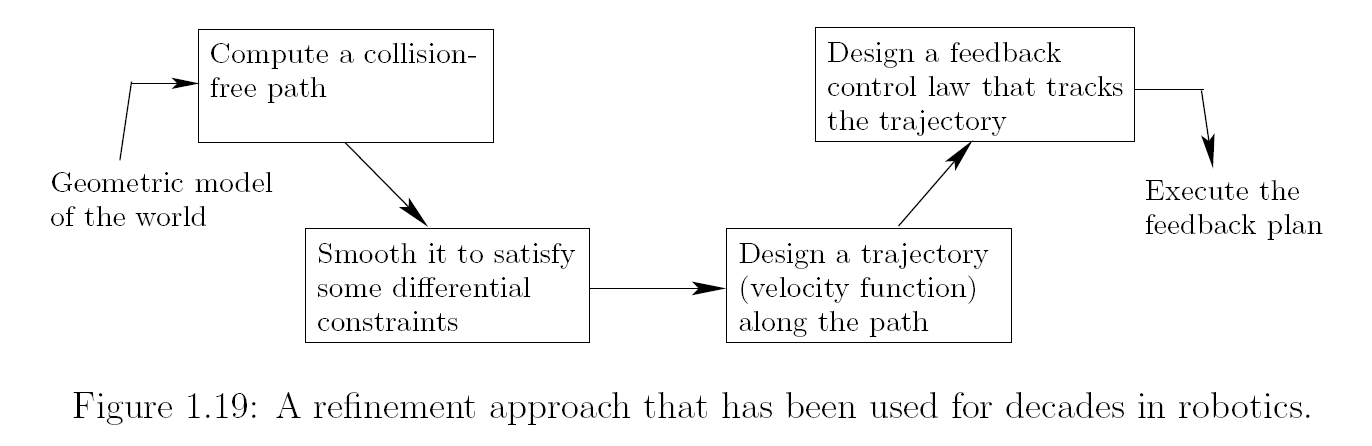 Geometric model
of the world
Compute a collision-
free path
Smooth it to satisfy
some differential
constraints
Design a trajectory
(velocity function)
along the path
Design a feedback
control law that tracks
the trajectory
Execute the
feedback plan
Figure 1.19: A refinement approach that has been used for decades in robotics.